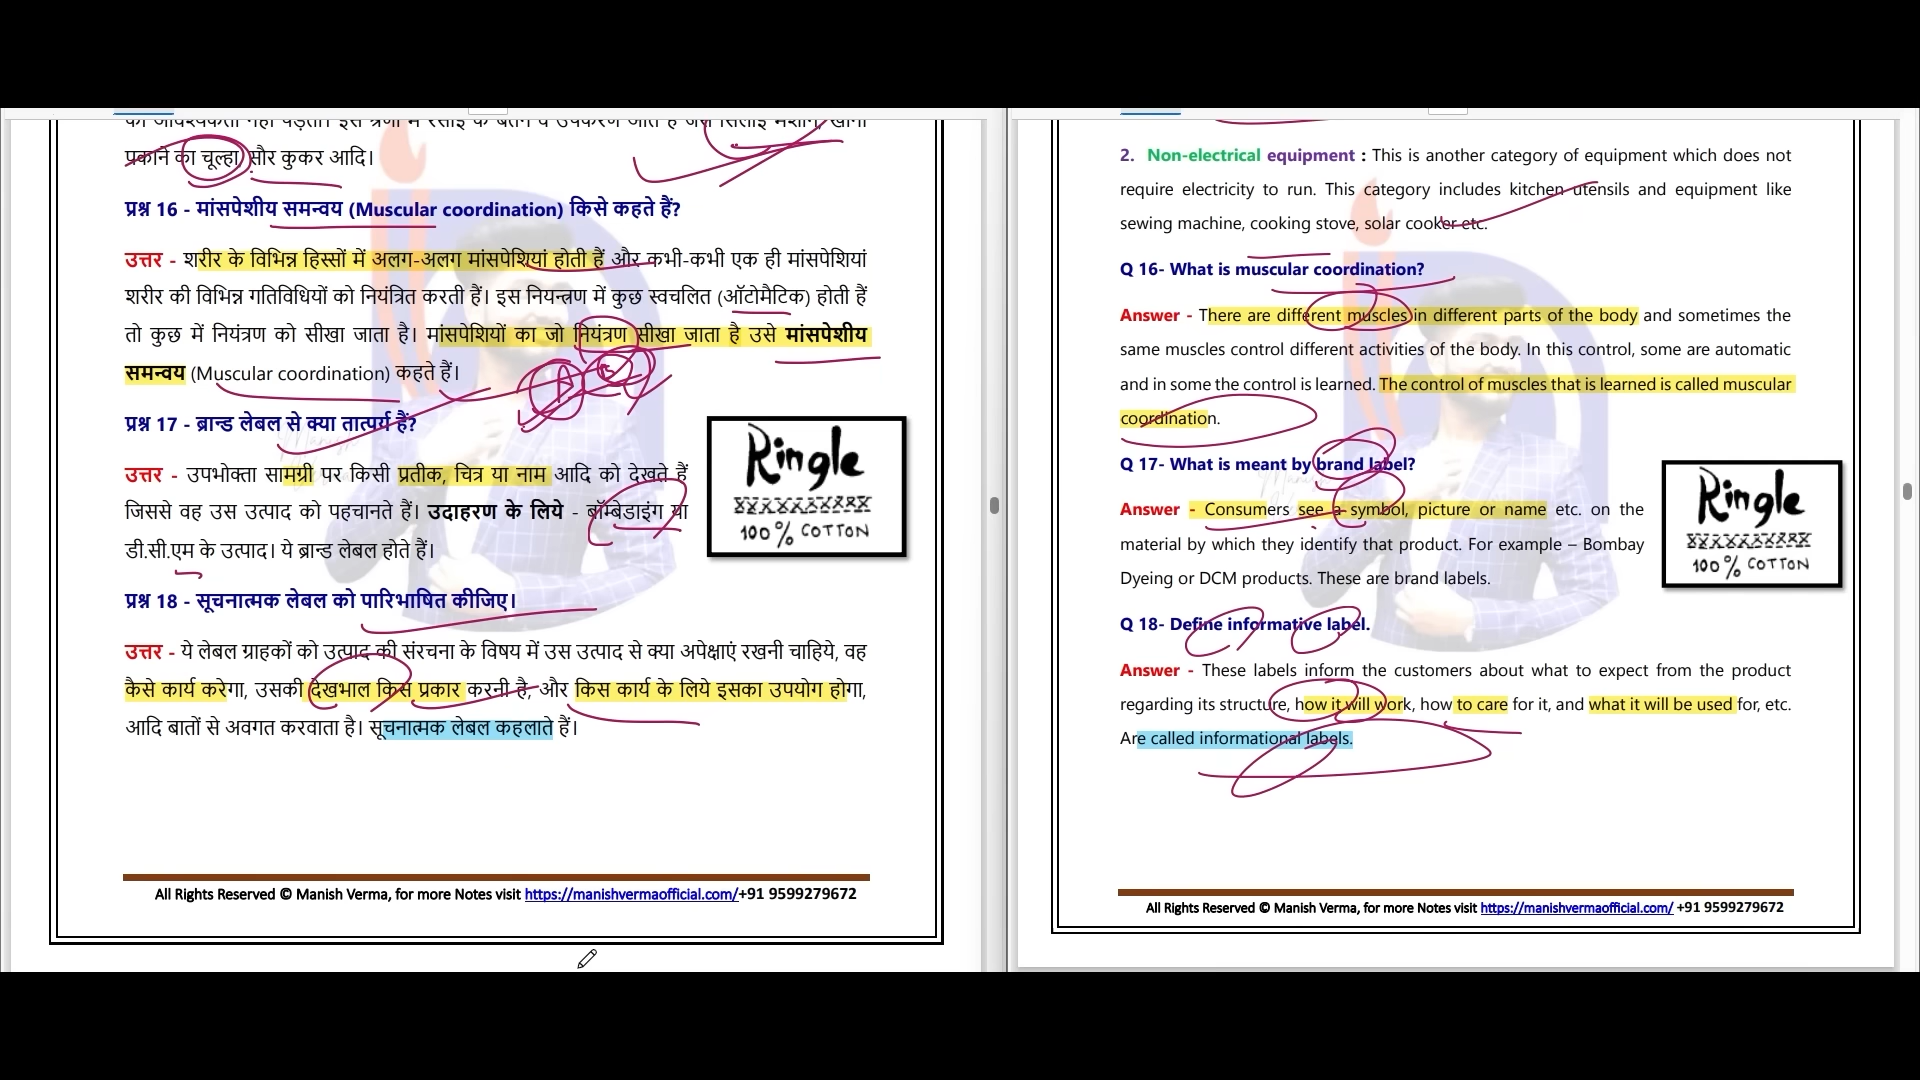 पकाने का चूल्हा, सौर कुकर आदि।
प्रश्न 16 - मांसपेशीय समन्वय (Muscular coordination) किसे कहते हैं?
उत्तर - शरीर के विभिन्न हिस्सों में अलग-अलग मांसपेशियां होती हैं और कभी-कभी एक ही मांसपेशियां
शरीर की विभिन्न गतिविधियों को नियंत्रित करती हैं। इस नियन्त्रण में कुछ स्वचलित (ऑटोमैटिक) होती हैं
तो कुछ में नियंत्रण को सीखा जाता है। मांसपेशियों का जो नियंत्रण सीखा जाता है उसे मांसपेशीय
समन्वय (Muscular coordination) कहते हैं।
प्रश्न 17 - ब्रान्ड लेबल से क्या तात्पर्य हैं?
उत्तर - उपभोक्ता सामग्री पर किसी प्रतीक, चित्र या नाम आदि को देखते हैं
जिससे वह उस उत्पाद को पहचानते हैं। उदाहरण के लिये - बॉम्बेडाइंग या
डी.सी.एम के उत्पाद। ये ब्रान्ड लेबल होते हैं।
Ringle
XXXXXXXXXX
100% COTTON
प्रश्न 18 - सूचनात्मक लेबल को पारिभाषित कीजिए।
उत्तर - ये लेबल ग्राहकों को उत्पाद की संरचना के विषय में उस उत्पाद से क्या अपेक्षाएं रखनी चाहिये, वह
कैसे कार्य करेगा, उसकी देखभाल किस प्रकार करनी है, और किस कार्य के लिये इसका उपयोग होगा,
आदि बातों से अवगत करवाता है। सूचनात्मक लेबल कहलाते हैं।
All Rights Reserved © Manish Verma, for more Notes visit https://manishvermaofficial.com/+91 9599279672
2. Non-electrical equipment : This is another category of equipment which does not
require electricity to run. This category includes kitchen utensils and equipment like
sewing machine, cooking stove, solar cooker etc.
Q 16- What is muscular coordination?
Answer - There are different muscles in different parts of the body and sometimes the
same muscles control different activities of the body. In this control, some are automatic
and in some the control is learned. The control of muscles that is learned is called muscular
coordination.
Q 17- What is meant by brand label?
Answer - Consumers see a symbol, picture or name etc. on the
material by which they identify that product. For example – Bombay
Dyeing or DCM products. These are brand labels.
Ringle
XXXXXXXXXX
100% COTTON
Q 18- Define informative label.
Answer - These labels inform the customers about what to expect from the product
regarding its structure, how it will work, how to care for it, and what it will be used for, etc.
Are called informational labels.
All Rights Reserved © Manish Verma, for more Notes visit https://manishvermaofficial.com/ +91 9599279672